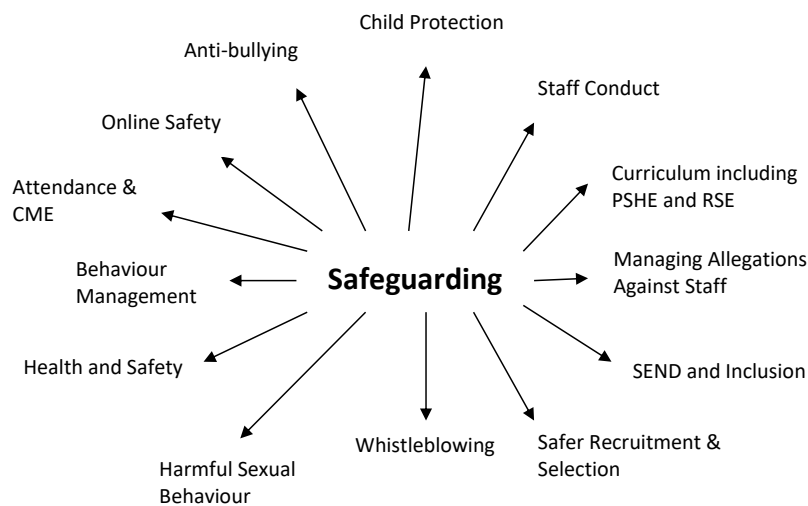 Child Protection
Anti-bullying
Staff Conduct
Online Safety
Curriculum including
PSHE and RSE
Attendance &
CME
Managing Allegations
Against Staff
Behaviour
Management
Safeguarding
Health and Safety
SEND and Inclusion
Whistleblowing
Safer Recruitment &
Selection
Harmful Sexual
Behaviour